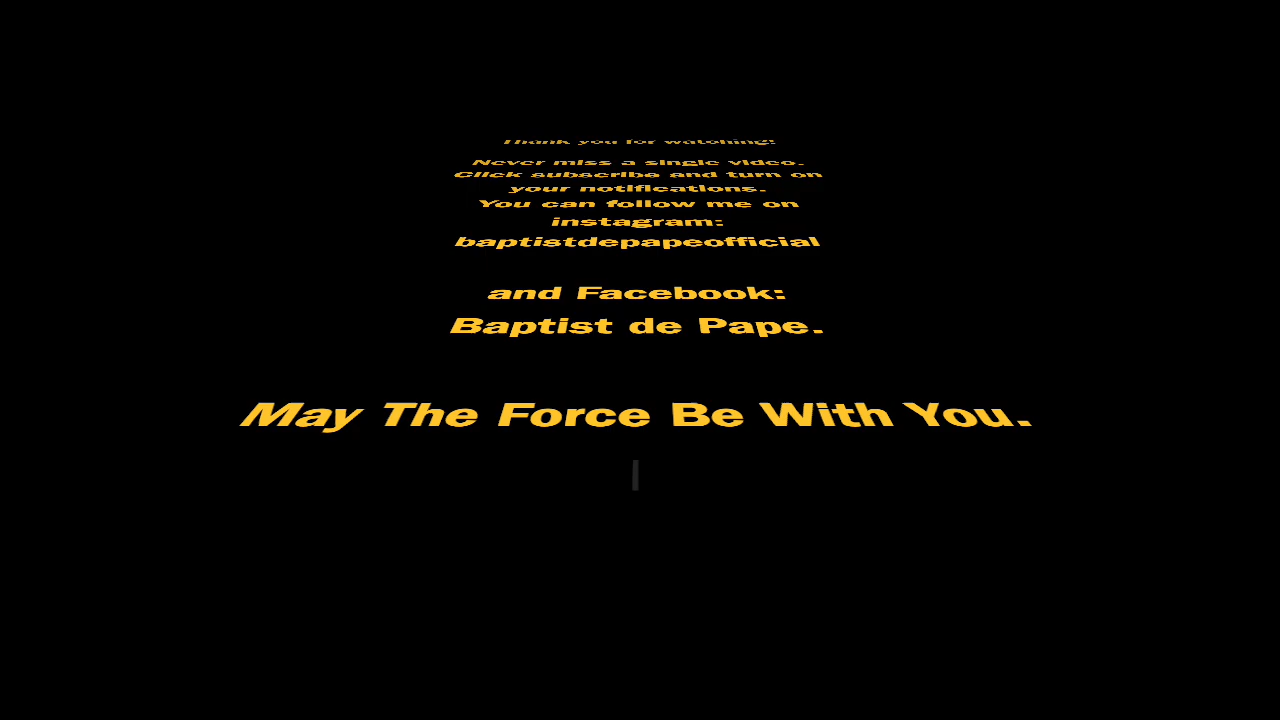 Thank you for watching!
Never miss a single video.
Click subscribe and turn on
your notifications.
You can follow me on
instagram:
baptistdepapeofficial
and Facebook:
Baptist de Pape.
May The Force Be With You.